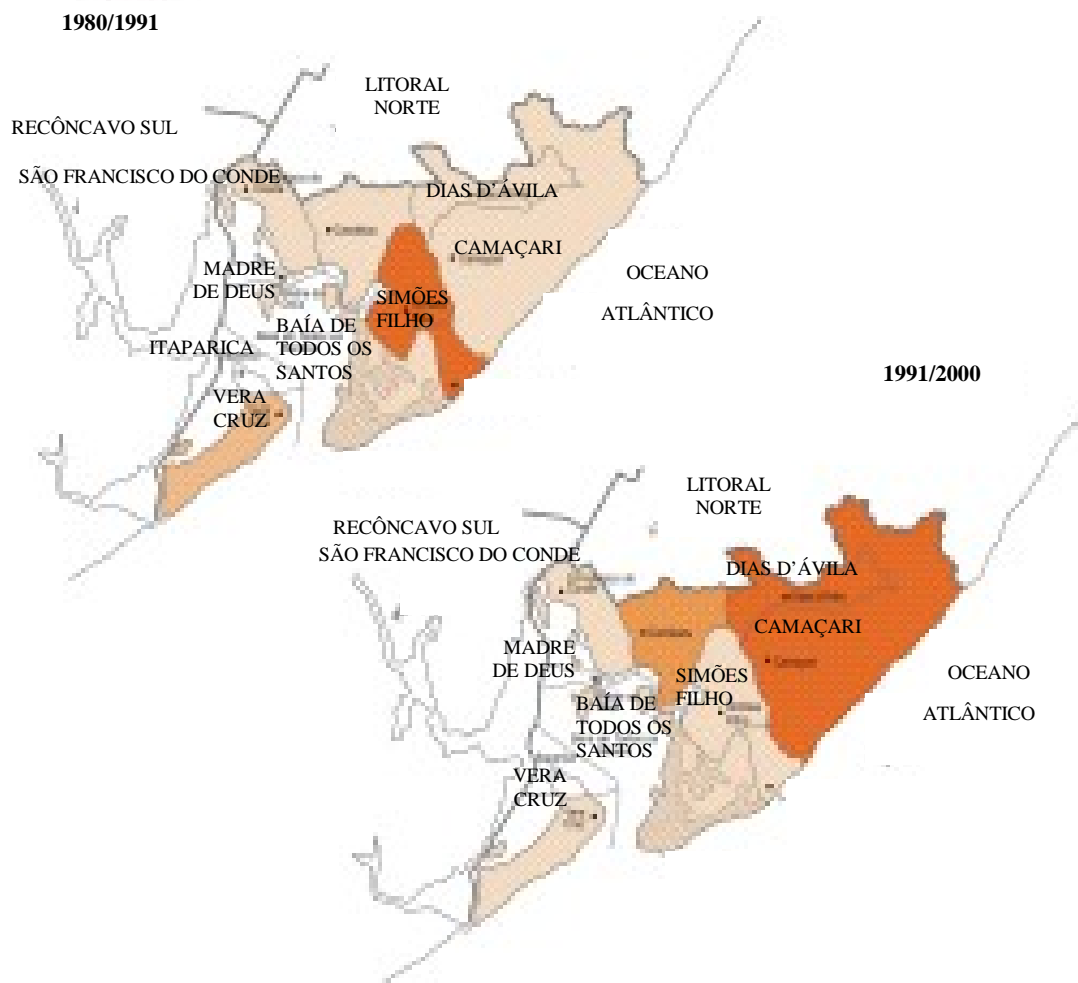 1980/1991
LITORAL
NORTE
RECÔNCAVO SUL
SÃO FRANCISCO DO CONDE
DIAS D'ÁVILA
CAMAÇARI
MADRE
DE DEUS
OCEANO
ATLÂNTICO
SIMÕES
FILHO
BAÍA DE
TODOS OS
SANTOS
ITAPARICA
VERA
CRUZ
1991/2000
LITORAL
NORTE
RECÔNCAVO SUL
SÃO FRANCISCO DO CONDE
DIAS D'ÁVILA
CAMAÇARI
MADRE
DE DEUS
SIMÕES
FILHO
OCEANO
ATLÂNTICO
BAÍA DE
TODOS OS
SANTOS
VERA
CRUZ